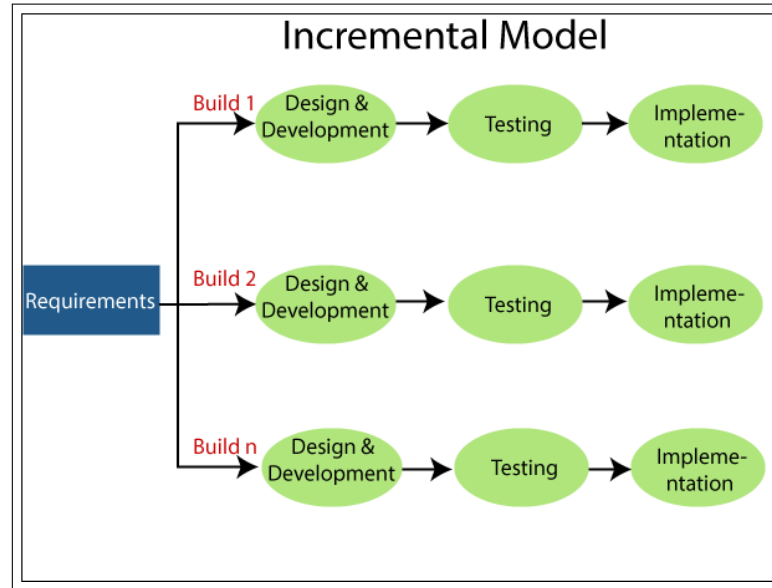 Incremental Model
Build 1
Design &
Development
Testing
Impleme-
ntation
Requirements
Build 2
Design &
Development
Testing
Impleme-
ntation
Build n
Design &
Development
Testing
Impleme-
ntation